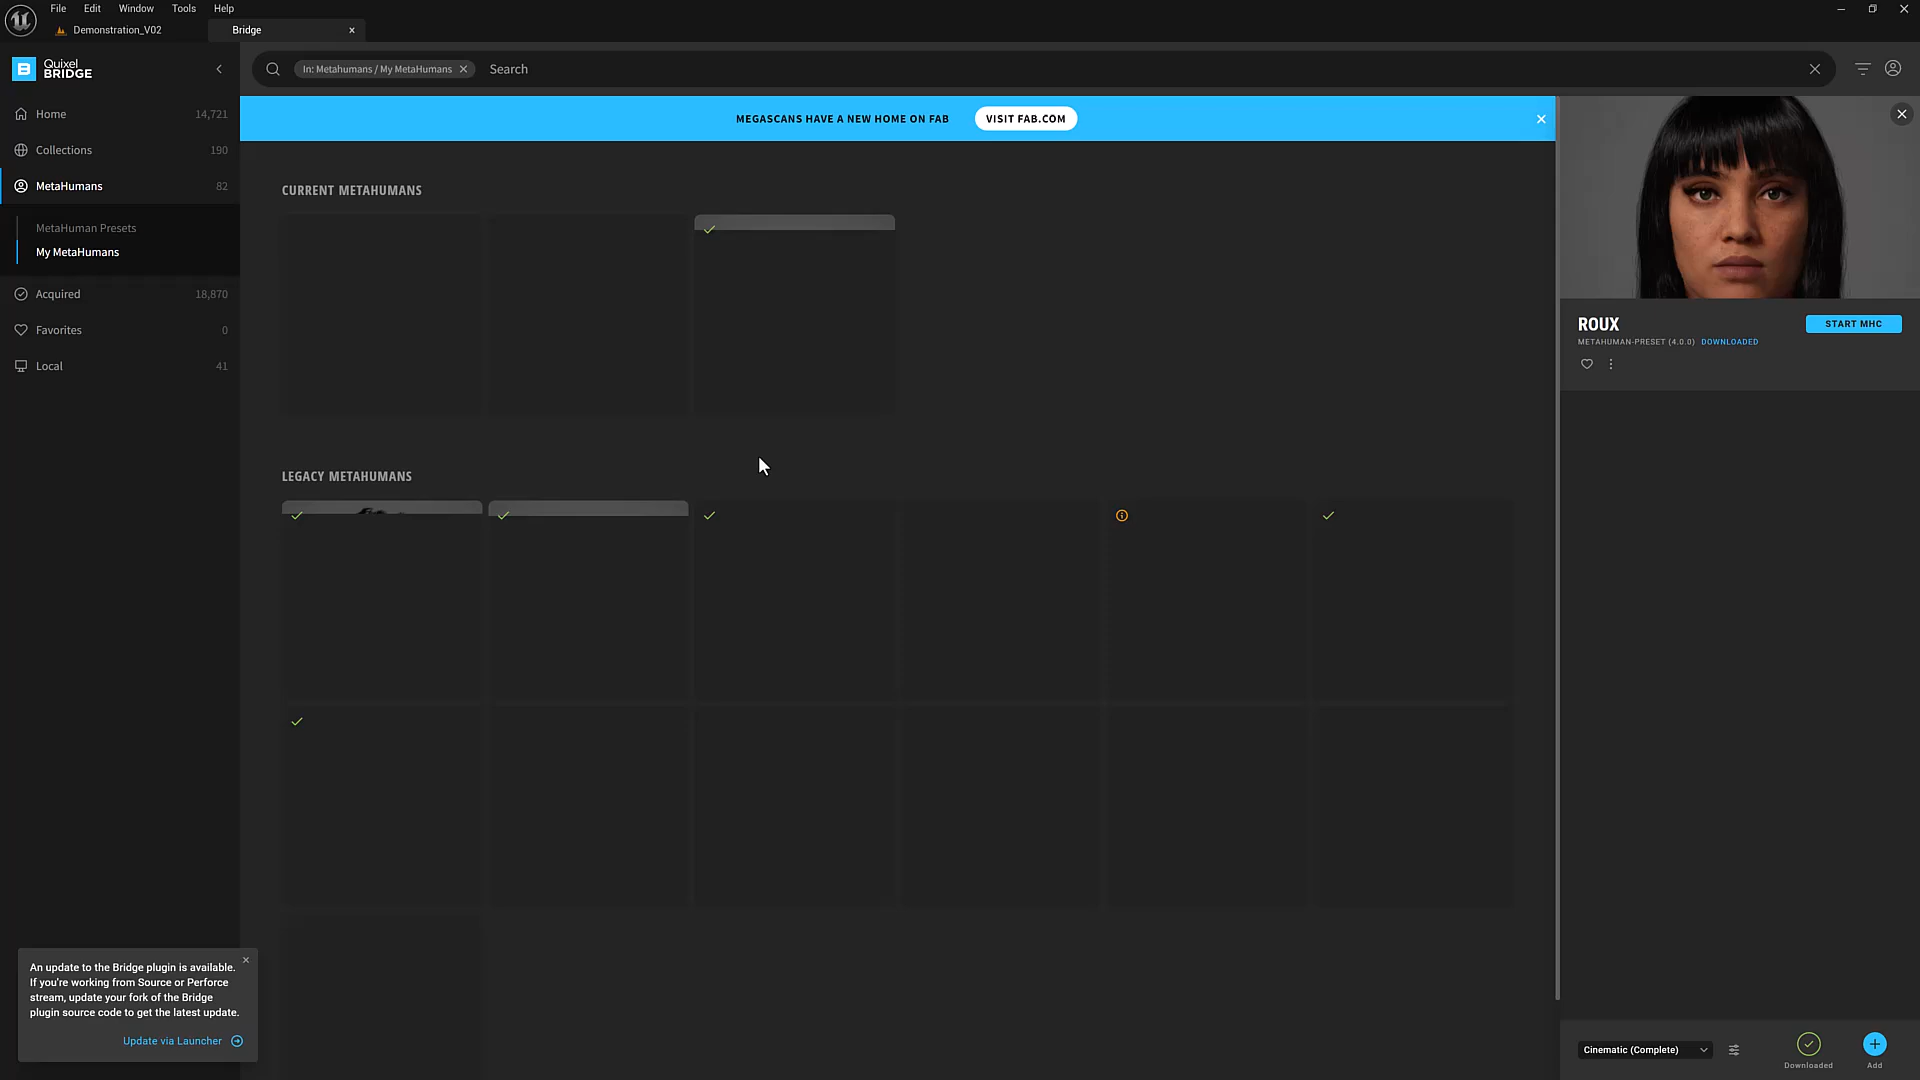 File Edit Window Tools Help
Demonstration_V02
Bridge
Quixel
BRIDGE
In: Metahumans / My MetaHumans
Search
Home 14,721
Collections 190
MetaHumans 82
MetaHuman Presets
My MetaHumans
Acquired 18,870
Favorites 0
Local 41
MEGASCANS HAVE A NEW HOME ON FAB
VISIT FAB.COM
CURRENT METAHUMANS
LEGACY METAHUMANS
ROUX
START MHC
METAHUMAN-PRESET (4.0.0) DOWNLOADED
An update to the Bridge plugin is available.
If you're working from Source or Perforce
stream, update your fork of the Bridge
plugin source code to get the latest update.
Update via Launcher
Cinematic (Complete)
Downloaded
Add